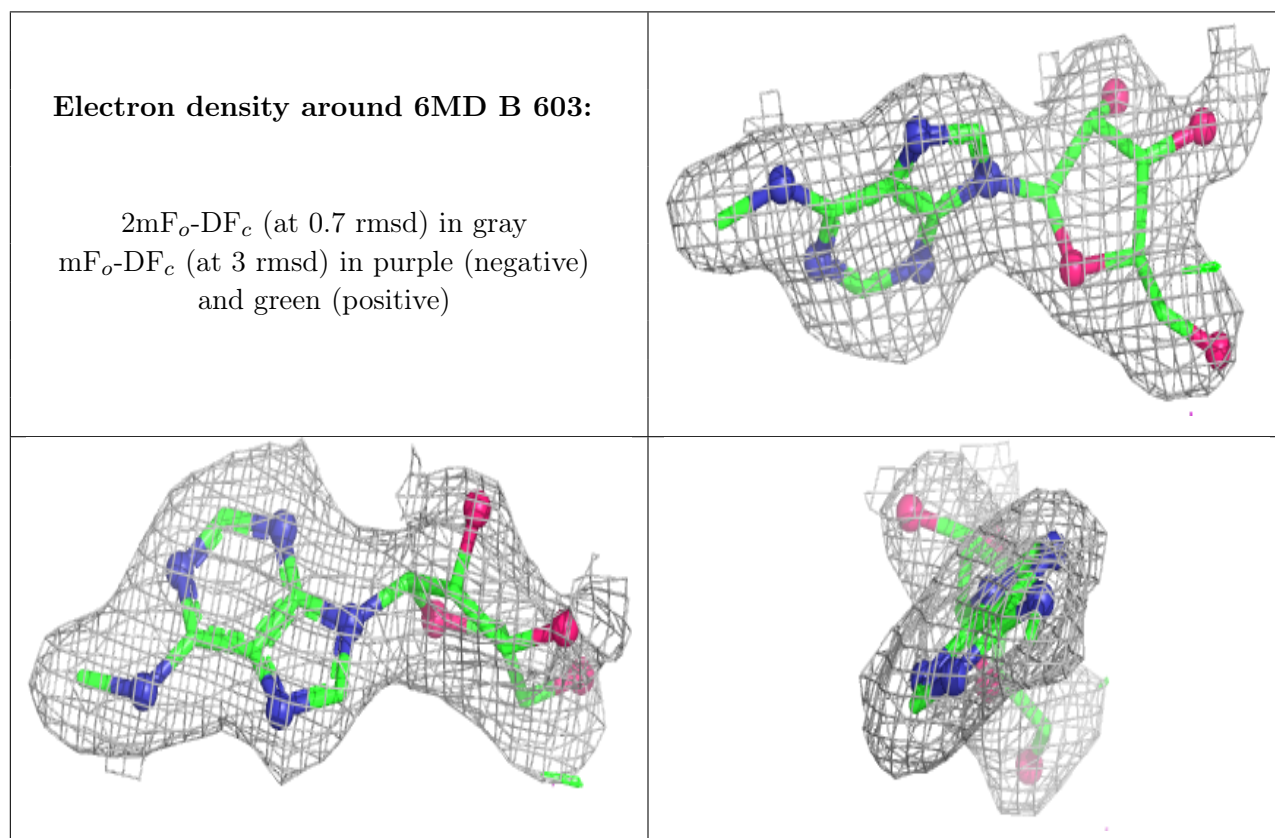 Electron density around 6MD B 603:
2mFo-DFc (at 0.7 rmsd) in gray
mFo-DFc (at 3 rmsd) in purple (negative)
and green (positive)